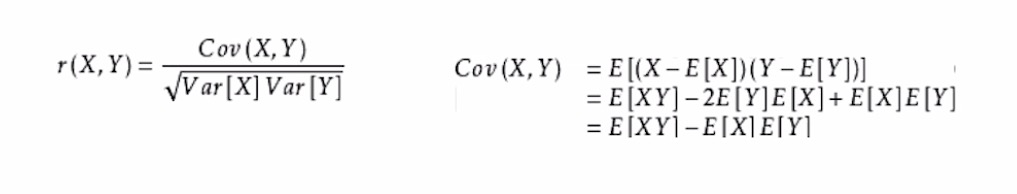 r(X,Y) = Cov(X,Y) / √Var[X] Var[Y]
Cov(X,Y) = E[(X − E[X])(Y − E[Y])]
= E[XY] − 2E[Y]E[X] + E[X]E[Y]
= E[XY] − E[X]E[Y]